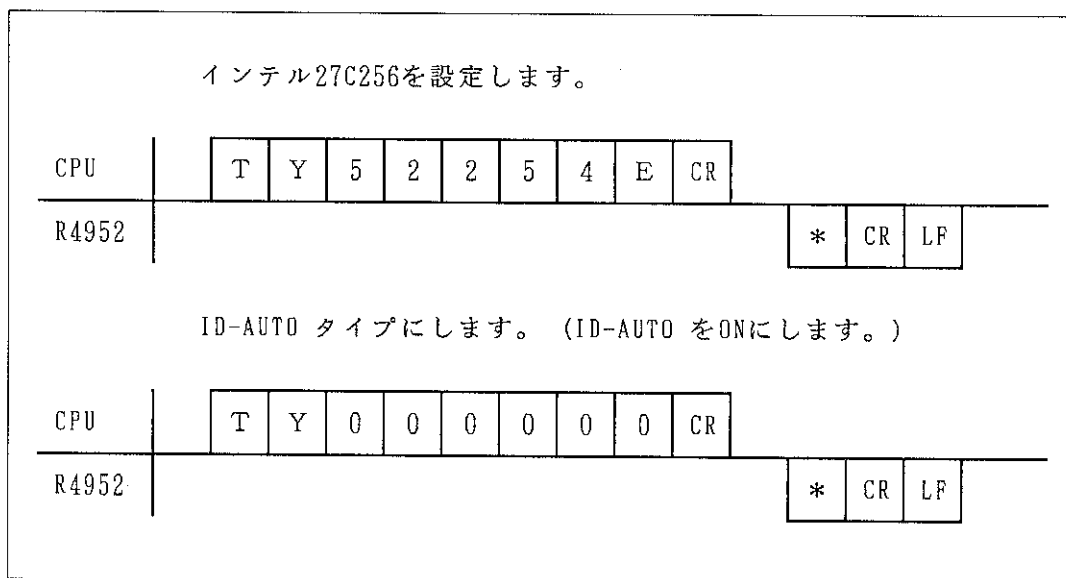 インテル27C256を設定します。
CPU T Y 5 2 2 5 4 E CR
R4952 * CR LF
ID-AUTO タイプにします。 (ID-AUTO をONにします。)
CPU T Y 0 0 0 0 0 0 CR
R4952 * CR LF